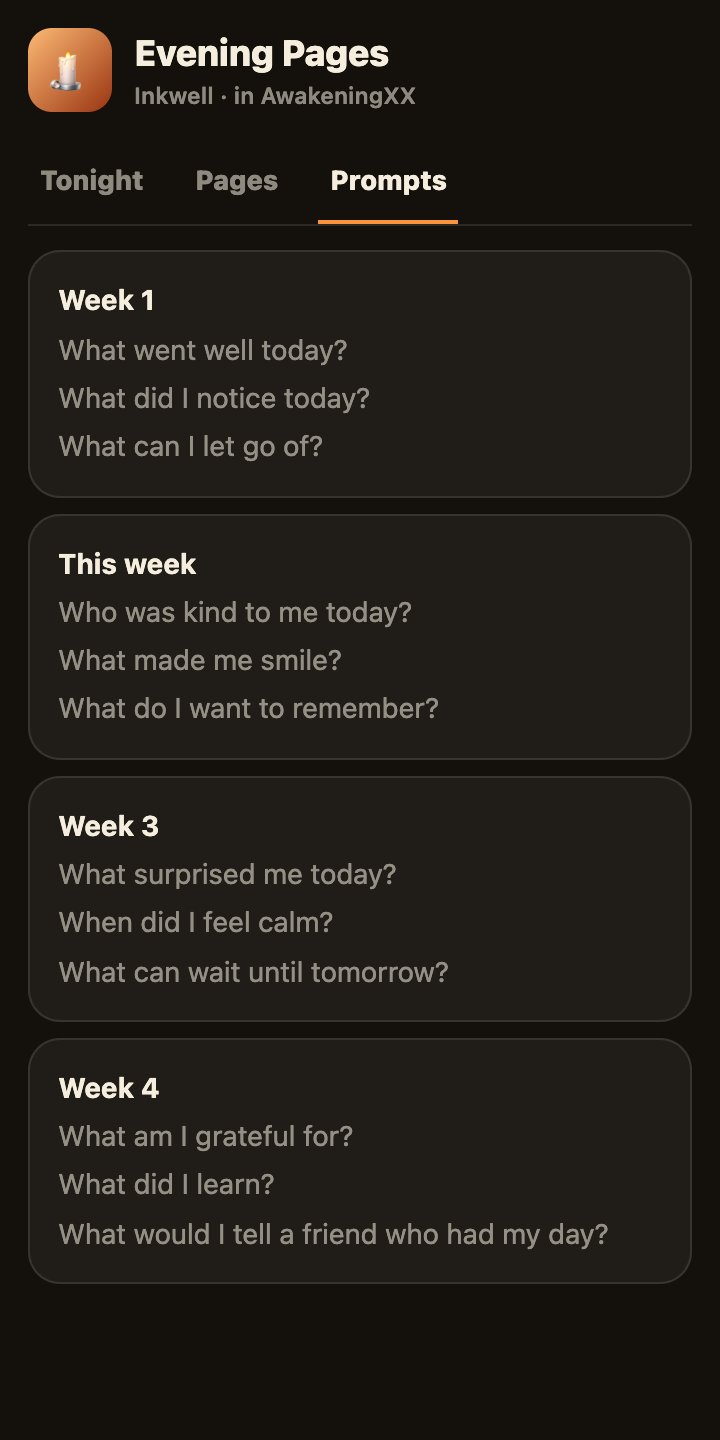 Evening Pages
Inkwell · in AwakeningXX
Tonight Pages Prompts
Week 1
What went well today?
What did I notice today?
What can I let go of?
This week
Who was kind to me today?
What made me smile?
What do I want to remember?
Week 3
What surprised me today?
When did I feel calm?
What can wait until tomorrow?
Week 4
What am I grateful for?
What did I learn?
What would I tell a friend who had my day?